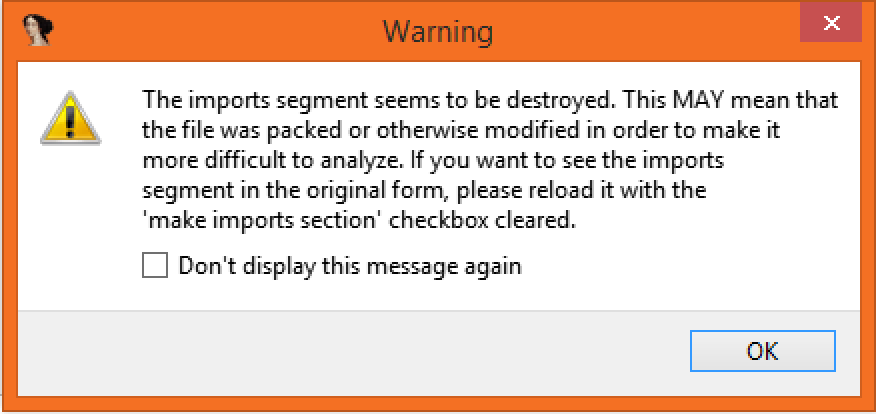 Warning
The imports segment seems to be destroyed. This MAY mean that
the file was packed or otherwise modified in order to make it
more difficult to analyze. If you want to see the imports
segment in the original form, please reload it with the
'make imports section' checkbox cleared.
Don't display this message again
OK